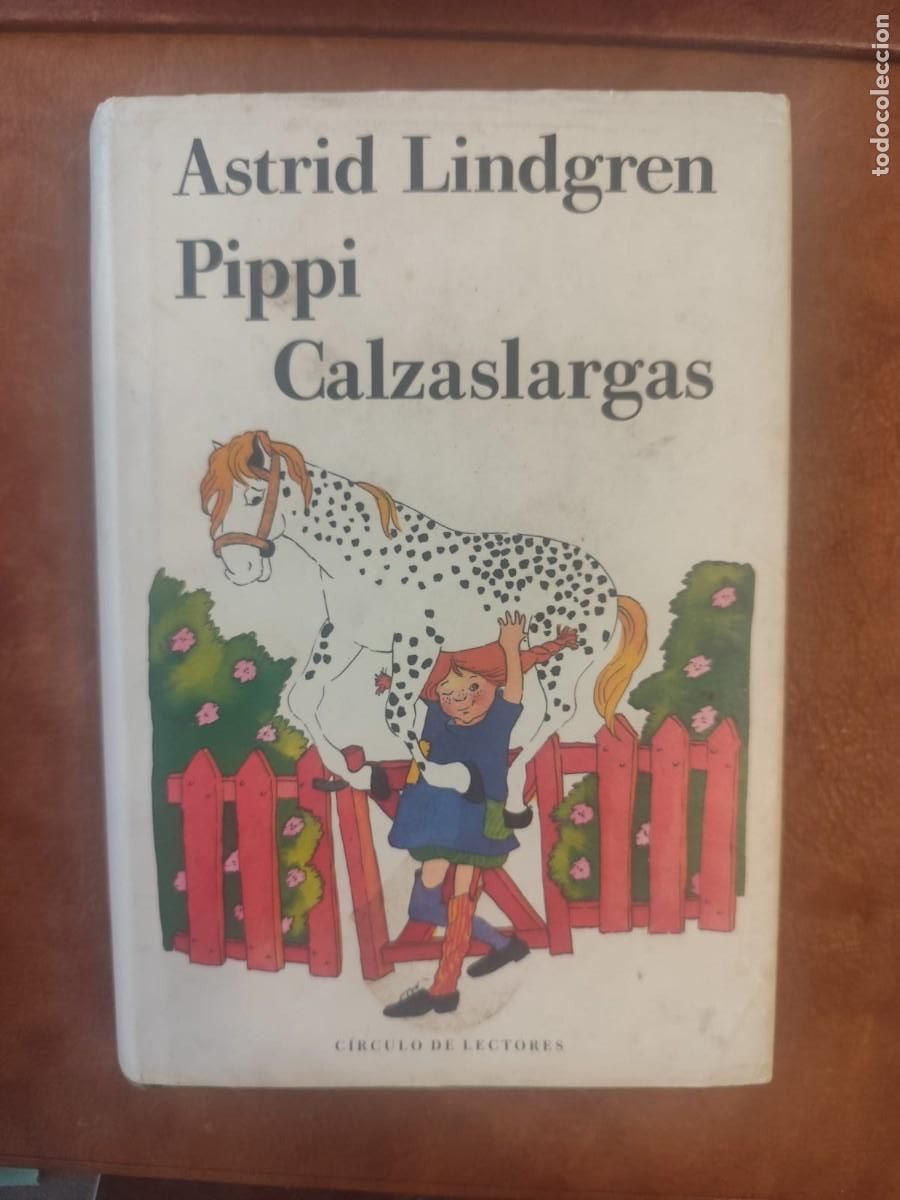 todocoleccion
Astrid Lindgren
Pippi
Calzaslargas
CÍRCULO DE LECTORES